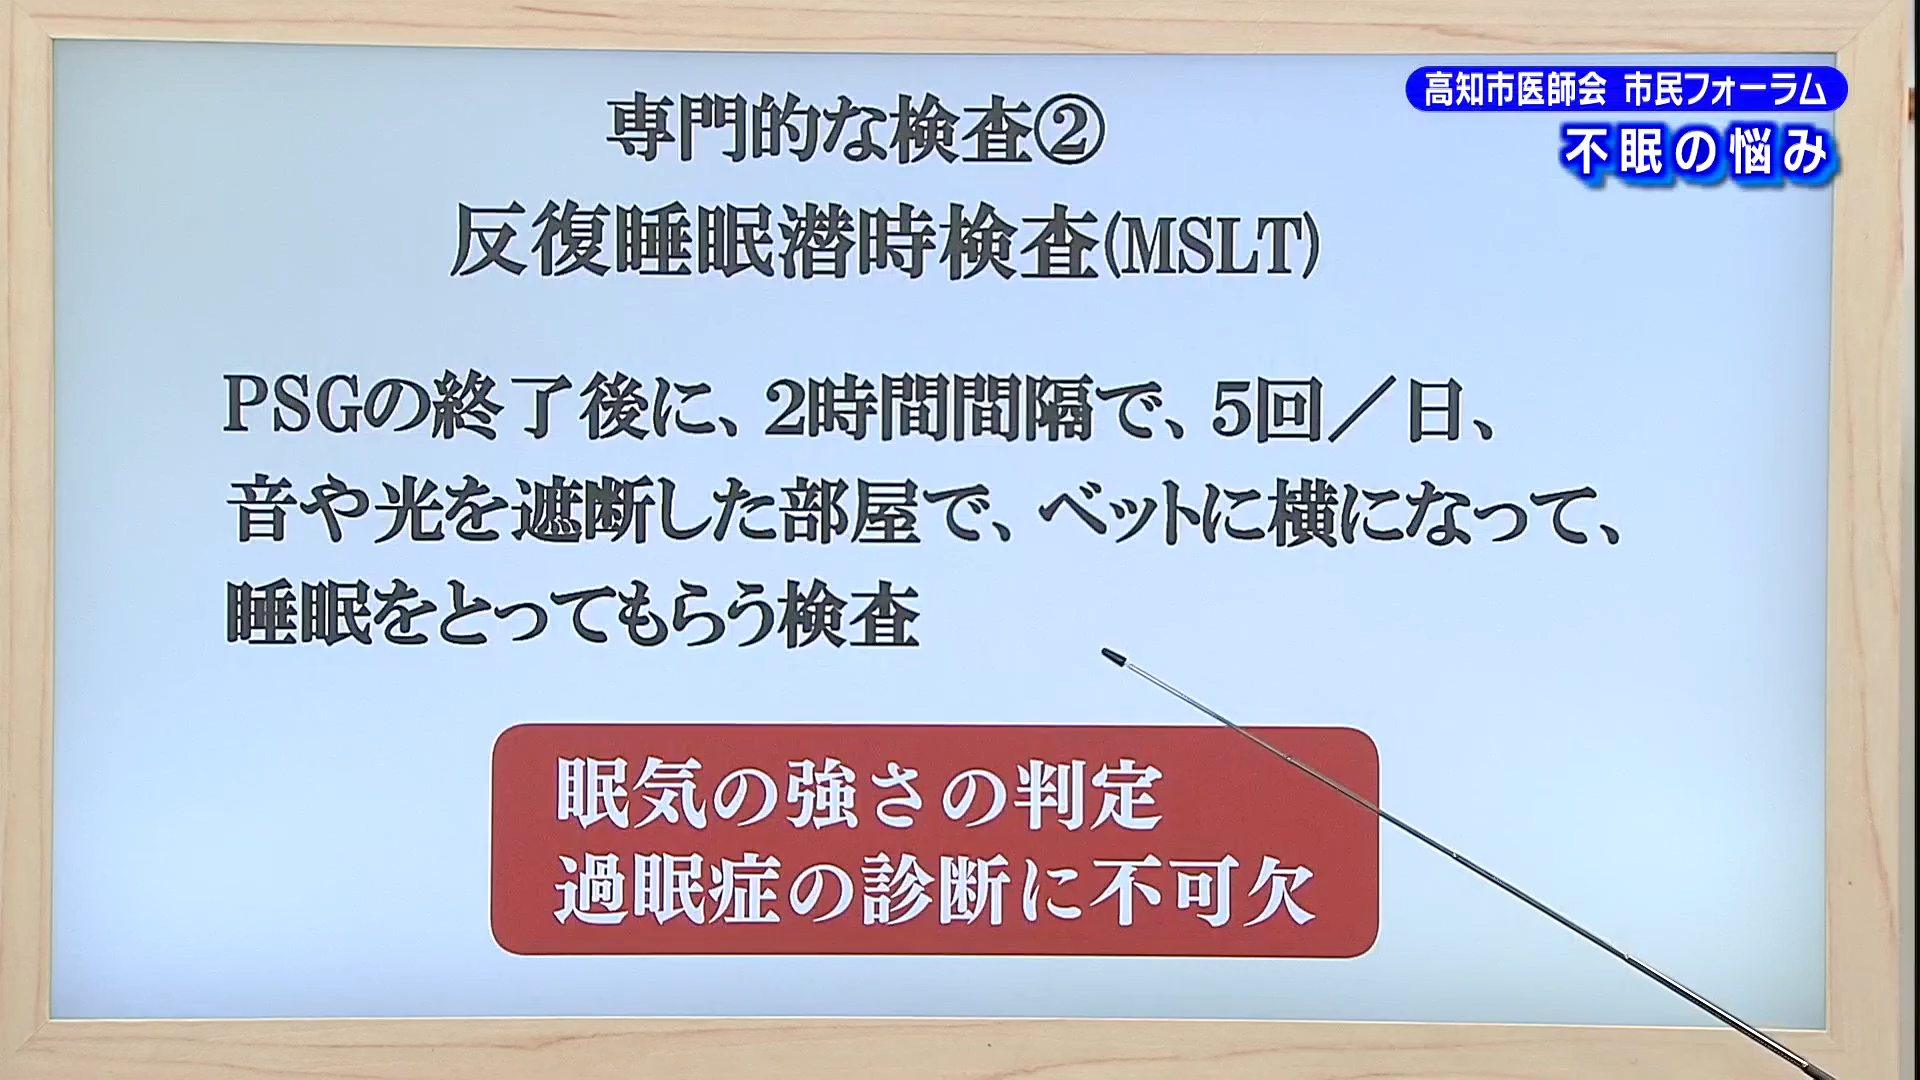 高知市医師会 市民フォーラム
不眠の悩み
専門的な検査②
反復睡眠潜時検査(MSLT)
PSGの終了後に、2時間間隔で、5回／日、
音や光を遮断した部屋で、ベットに横になって、
睡眠をとってもらう検査
眠気の強さの判定
過眠症の診断に不可欠